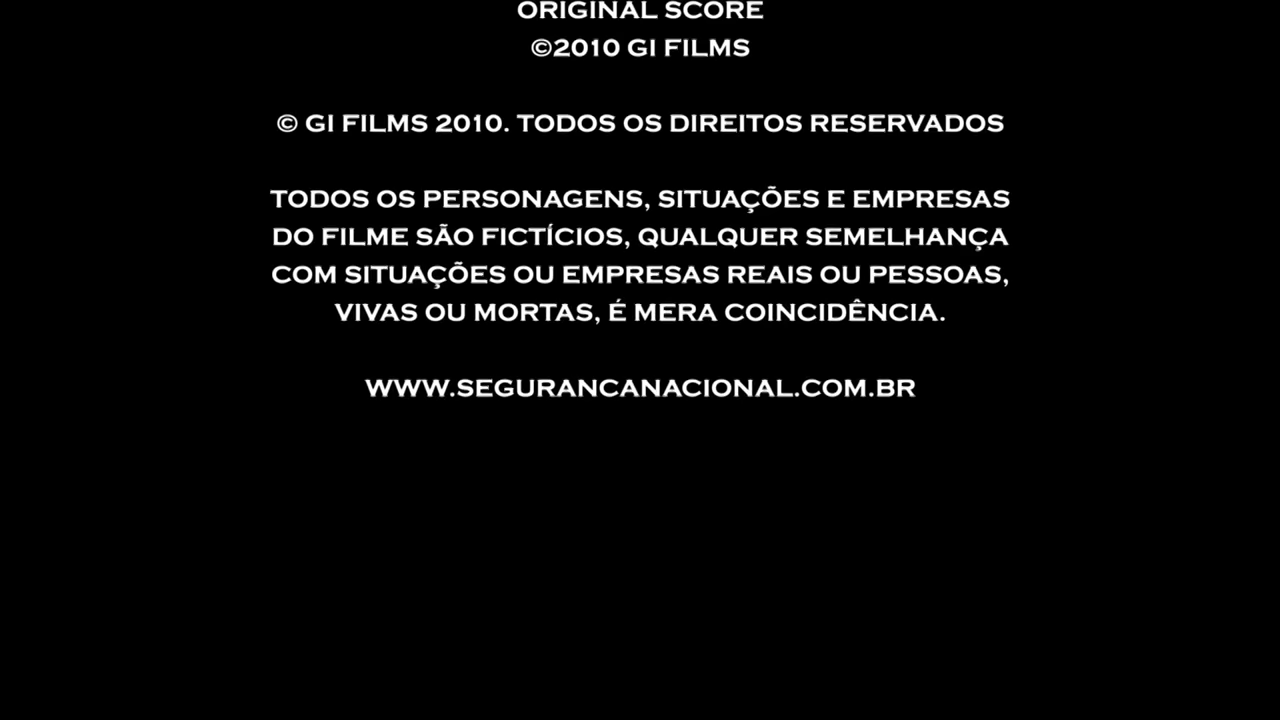 ORIGINAL SCORE
©2010 GI FILMS
© GI FILMS 2010. TODOS OS DIREITOS RESERVADOS
TODOS OS PERSONAGENS, SITUAÇÕES E EMPRESAS
DO FILME SÃO FICTÍCIOS, QUALQUER SEMELHANÇA
COM SITUAÇÕES OU EMPRESAS REAIS OU PESSOAS,
VIVAS OU MORTAS, É MERA COINCIDÊNCIA.
WWW.SEGURANCANACIONAL.COM.BR